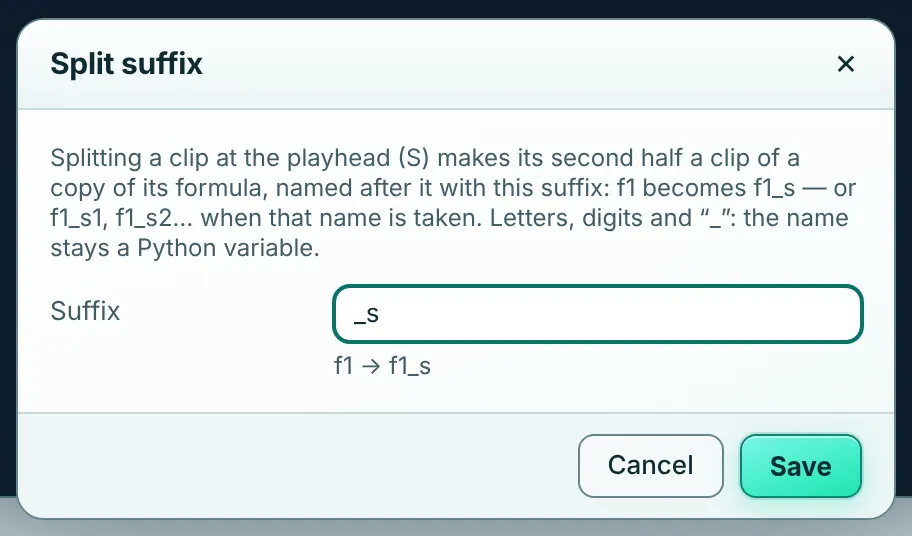 Split suffix
✕
Splitting a clip at the playhead (S) makes its second half a clip of a
copy of its formula, named after it with this suffix: f1 becomes f1_s — or
f1_s1, f1_s2… when that name is taken. Letters, digits and “_”: the name
stays a Python variable.
Suffix
_s
f1 → f1_s
Cancel
Save